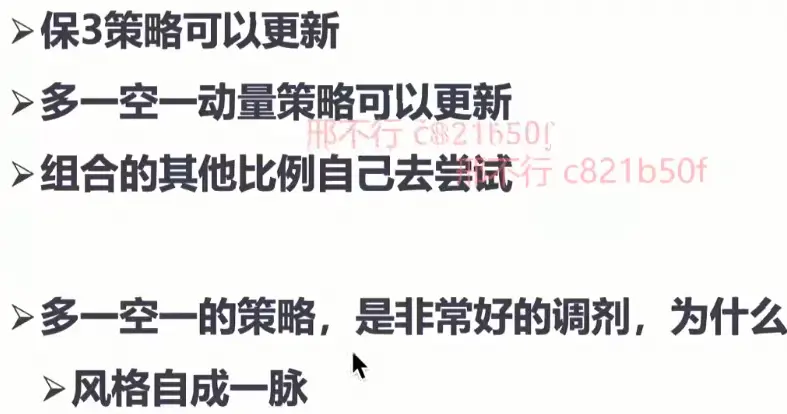 ➢保3策略可以更新
➢多一空一动量策略可以更新
邢不行 c821b50f
➢组合的其他比例自己去尝试
邢不行 c821b50f
➢多一空一的策略，是非常好的调剂，为什么
➢风格自成一脉